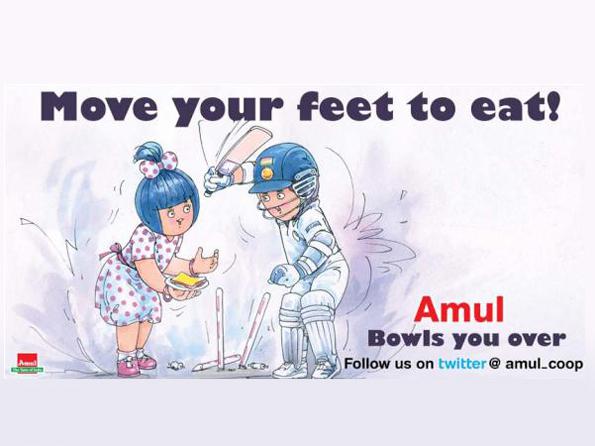 Move your feet to eat!
Amul
Bowls you over
Follow us on twitter@ amul_coop
Amul
The Taste of India